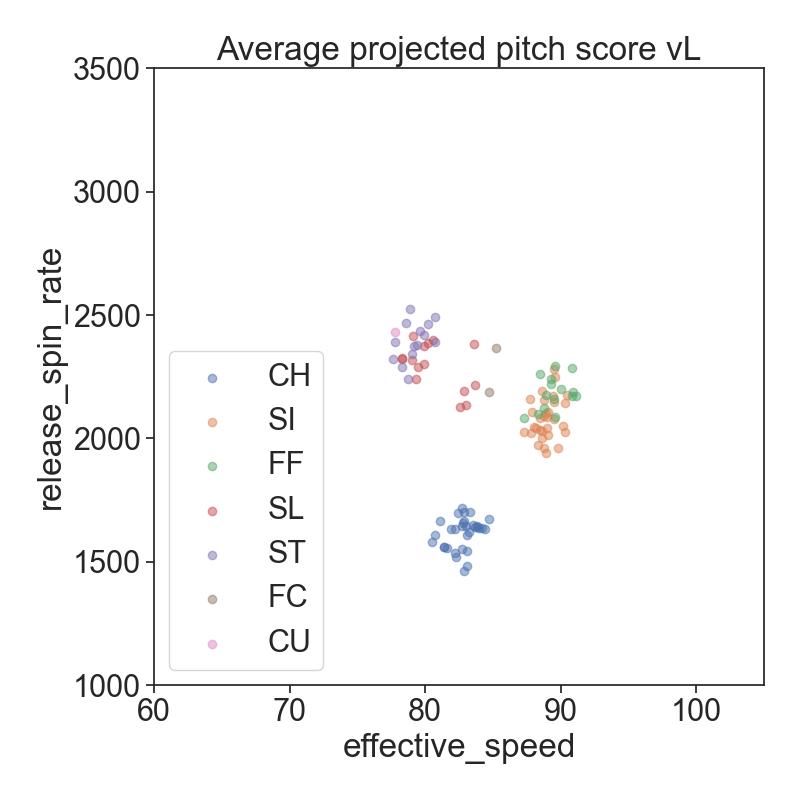 Average projected pitch score vL
release_spin_rate
3500
3000
2500
2000
1500
1000
CH
SI
FF
SL
ST
FC
CU
60
70
80
90
100
effective_speed